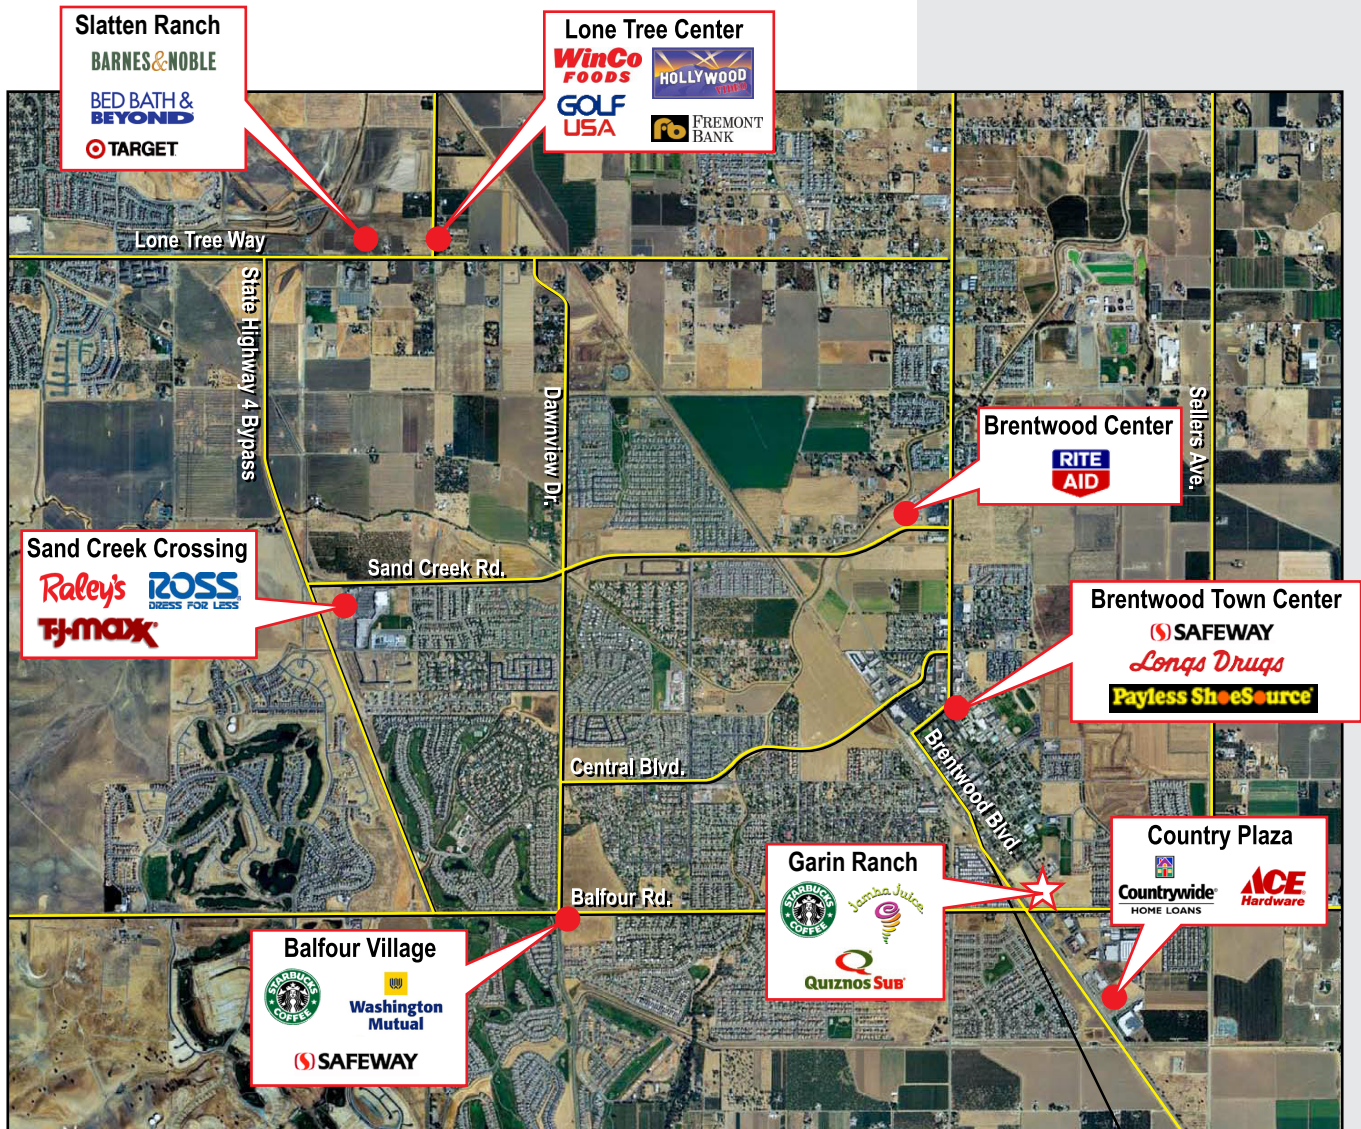 Slatten Ranch
BARNES&NOBLE
BED BATH &
BEYOND
TARGET
Lone Tree Center
WinCo
FOODS
HOLLYWOOD
VIDEO
GOLF
USA
fb
FREMONT
BANK
Lone Tree Way
State Highway 4 Bypass
Dawnview Dr.
Sellers Ave.
Brentwood Center
RITE
AID
Sand Creek Crossing
Raley's
ROSS
DRESS FOR LESS
T·J·maxx
Sand Creek Rd.
Brentwood Town Center
SAFEWAY
Longs Drugs
Payless ShoeSource
Central Blvd.
Brentwood Blvd.
Country Plaza
Countrywide
HOME LOANS
ACE
Hardware
Garin Ranch
STARBUCKS
COFFEE
Jamba Juice
Q
Quiznos SUB
Balfour Rd.
Balfour Village
STARBUCKS
COFFEE
W
Washington
Mutual
SAFEWAY